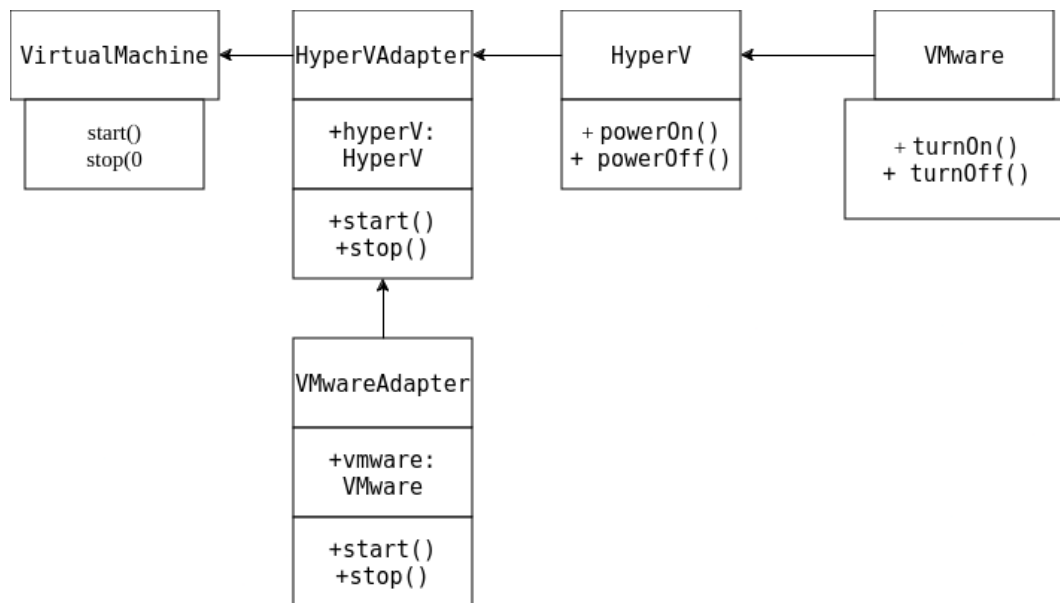 VirtualMachine
start()
stop(0
HyperVAdapter
+hyperV:
HyperV
+start()
+stop()
HyperV
+ powerOn()
+ powerOff()
VMware
+ turnOn()
+ turnOff()
VMwareAdapter
+vmware:
VMware
+start()
+stop()